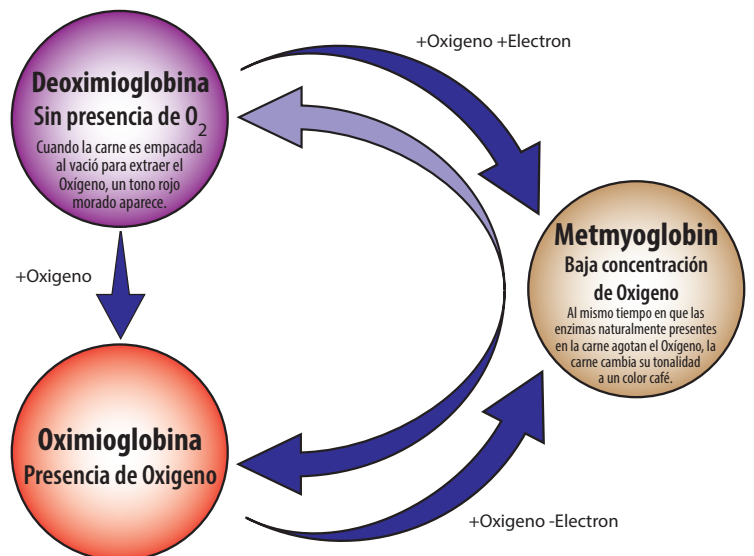 +Oxigeno +Electron
Deoximioglobina
Sin presencia de O2
Cuando la carne es empacada
al vació para extraer el
Oxígeno, un tono rojo
morado aparece.
Metmyoglobin
Baja concentración
de Oxigeno
Al mismo tiempo en que las
enzimas naturalmente presentes
en la carne agotan el Oxígeno, la
carne cambia su tonalidad
a un color café.
+Oxigeno
Oximioglobina
Presencia de Oxigeno
+Oxigeno -Electron